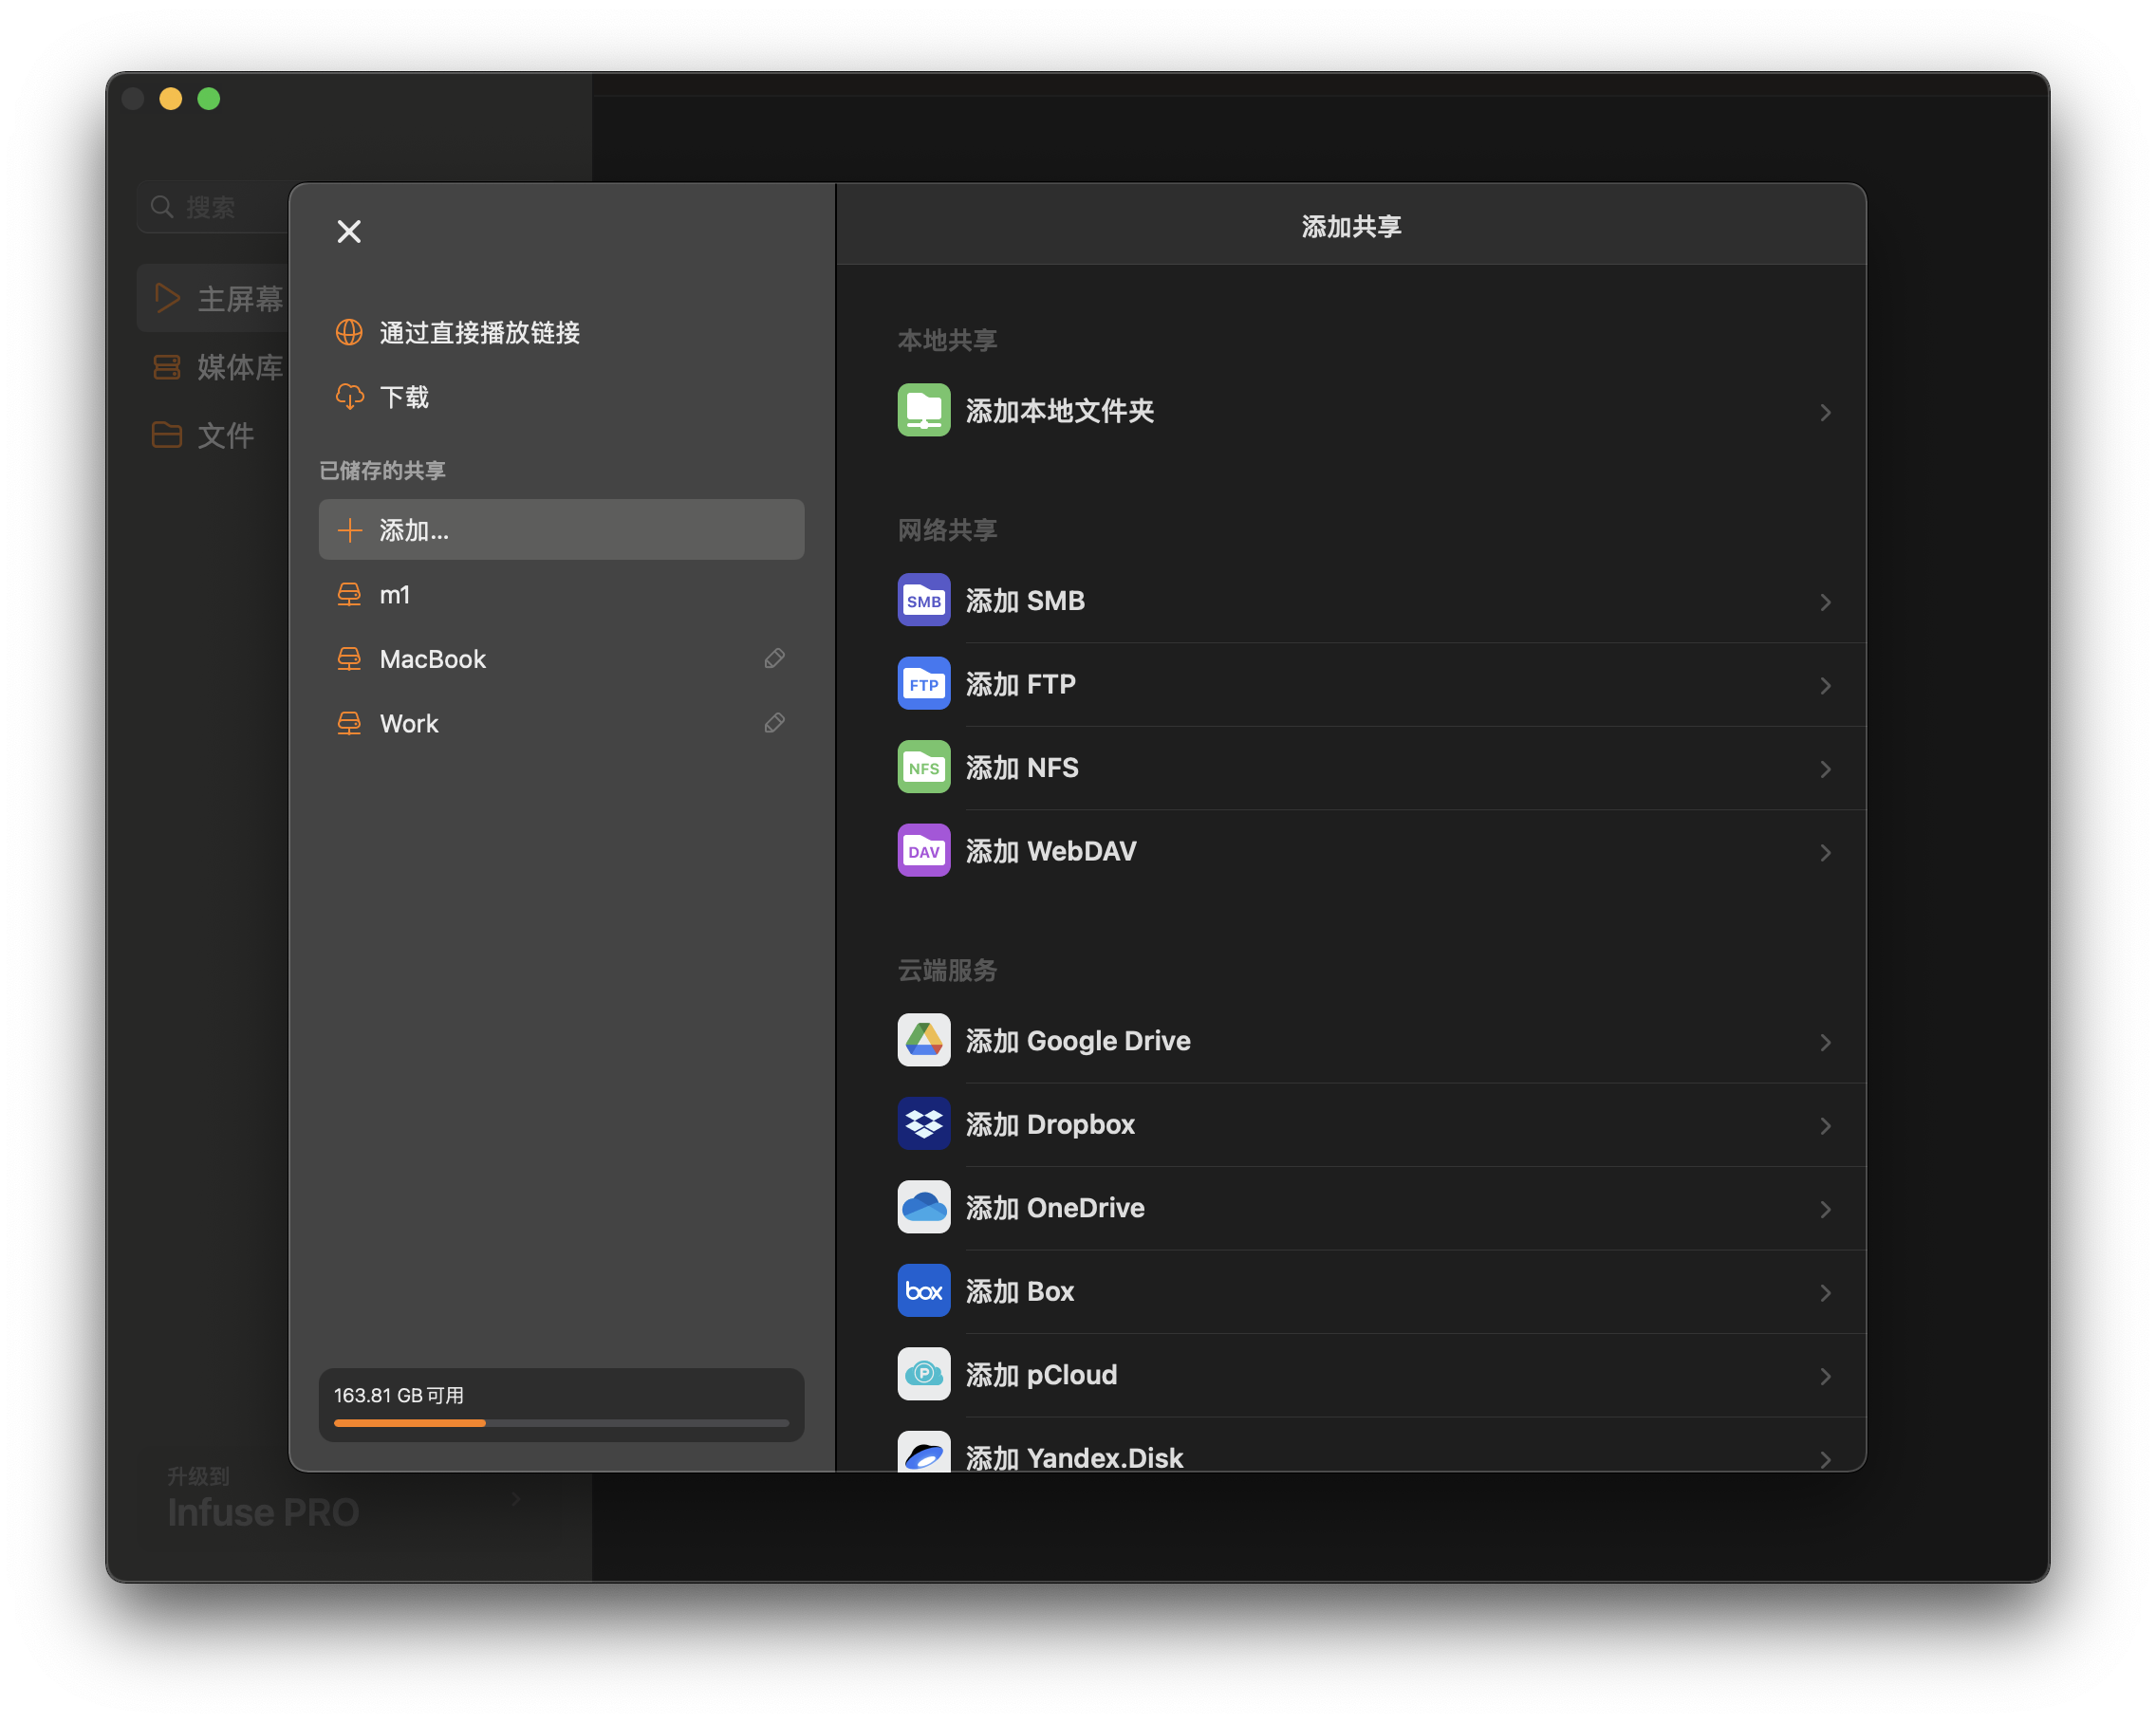 搜索
主屏幕
媒体库
文件
升级到
Infuse PRO
通过直接播放链接
下载
已储存的共享
添加...
m1
MacBook
Work
163.81 GB 可用
添加共享
本地共享
添加本地文件夹
网络共享
SMB 添加 SMB
FTP 添加 FTP
NFS 添加 NFS
DAV 添加 WebDAV
云端服务
添加 Google Drive
添加 Dropbox
添加 OneDrive
box 添加 Box
P 添加 pCloud
添加 Yandex.Disk